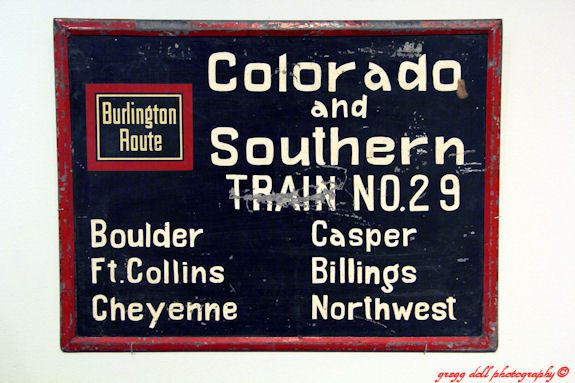 Burlington
Route
Colorado
and
Southern
TRAIN NO.29
Boulder
Ft.Collins
Cheyenne
Casper
Billings
Northwest
gregg doll photography ©